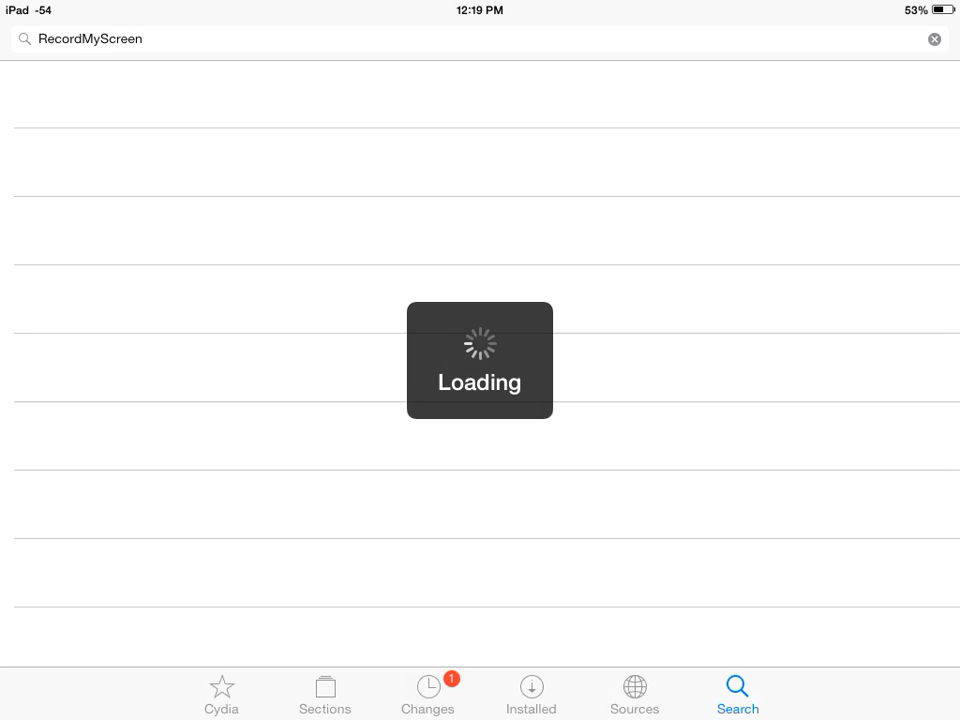 iPad -54 12:19 PM 53%
RecordMyScreen
Loading
1
Cydia Sections Changes Installed Sources Search